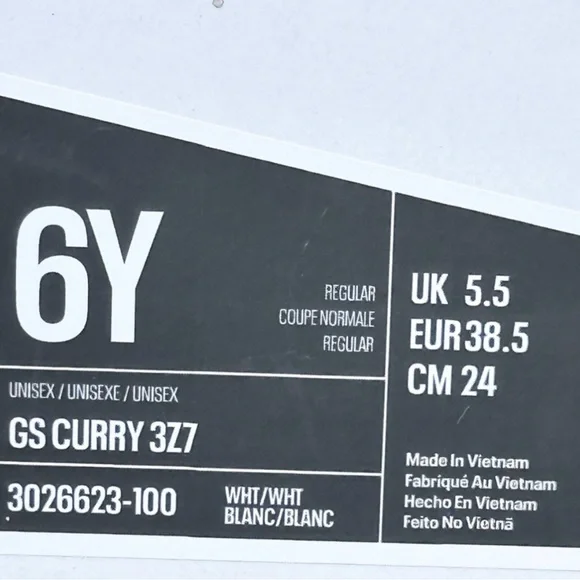 6Y
REGULAR
COUPE NORMALE
REGULAR
UNISEX / UNISEXE / UNISEX
GS CURRY 3Z7
3026623-100
WHT/WHT
BLANC/BLANC
UK 5.5
EUR 38.5
CM 24
Made In Vietnam
Fabriqué Au Vietnam
Hecho En Vietnam
Feito No Vietnã